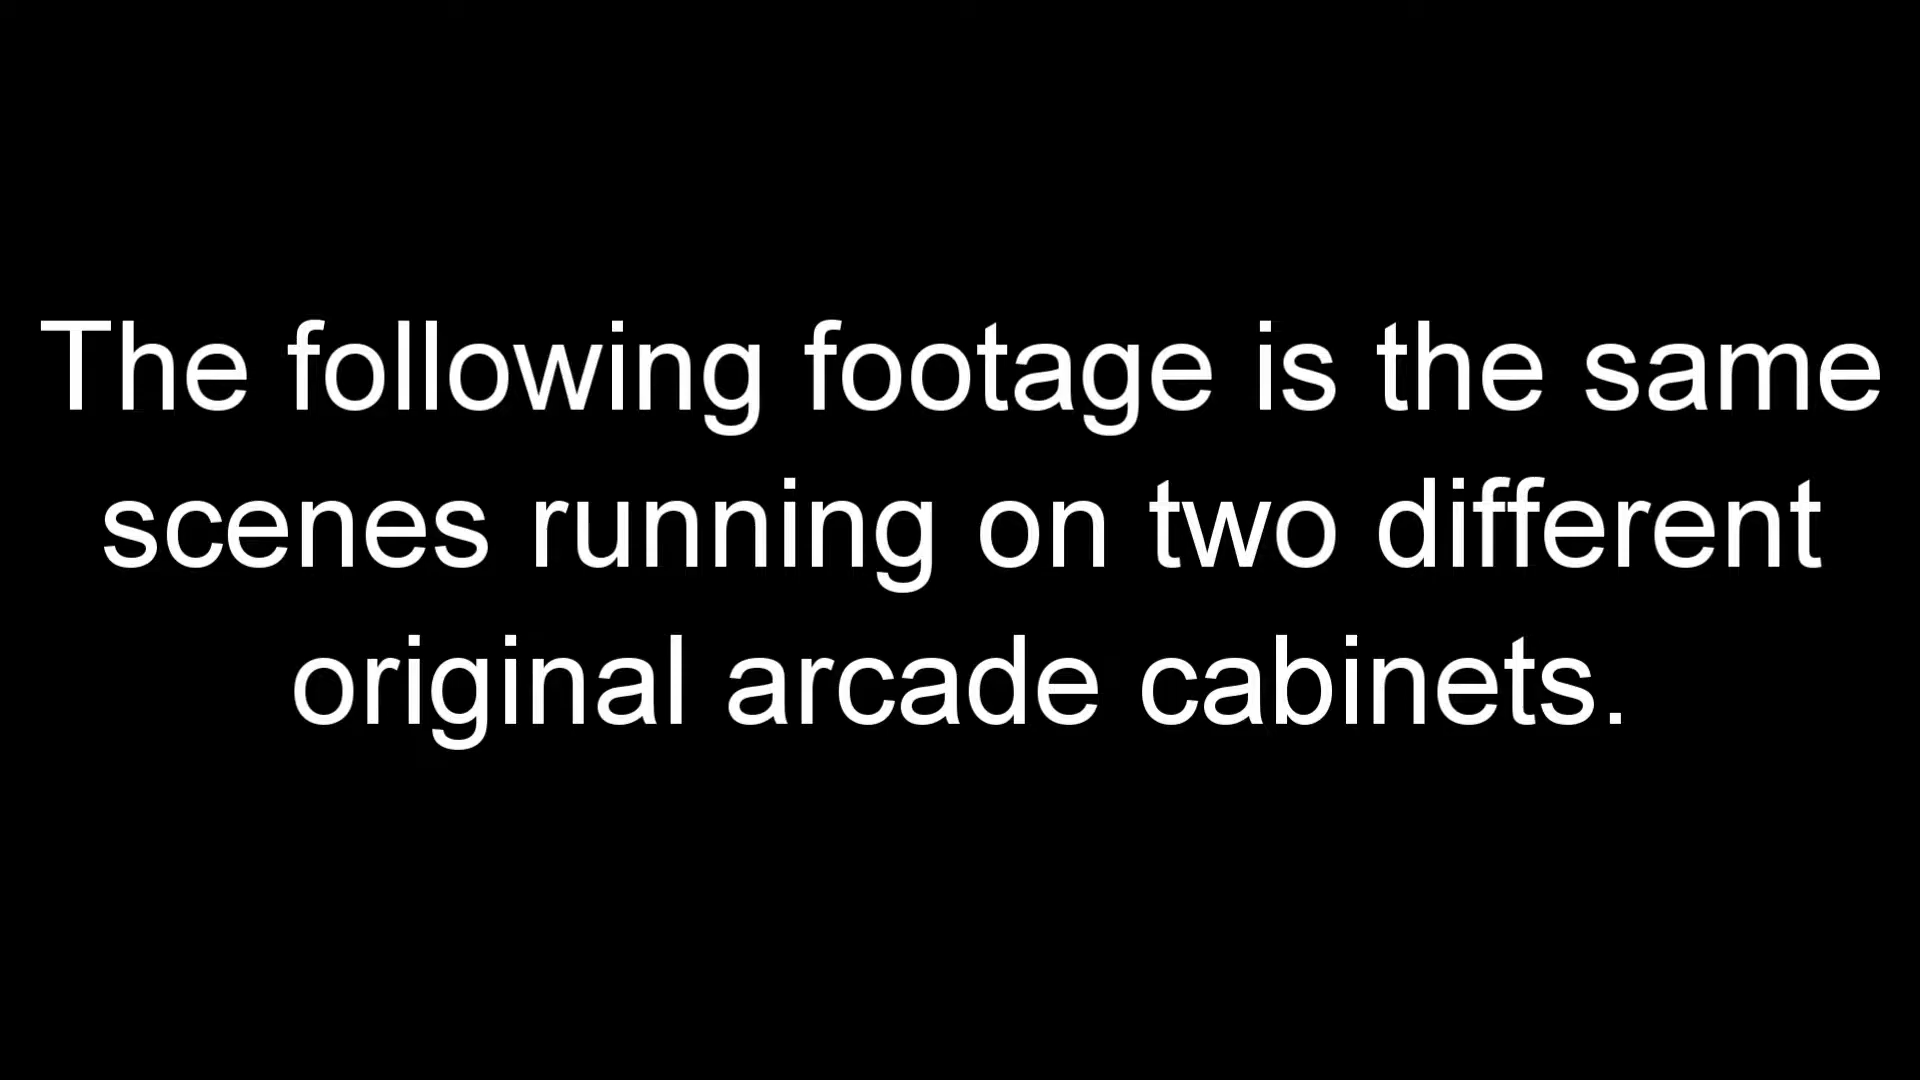 The following footage is the same
scenes running on two different
original arcade cabinets.